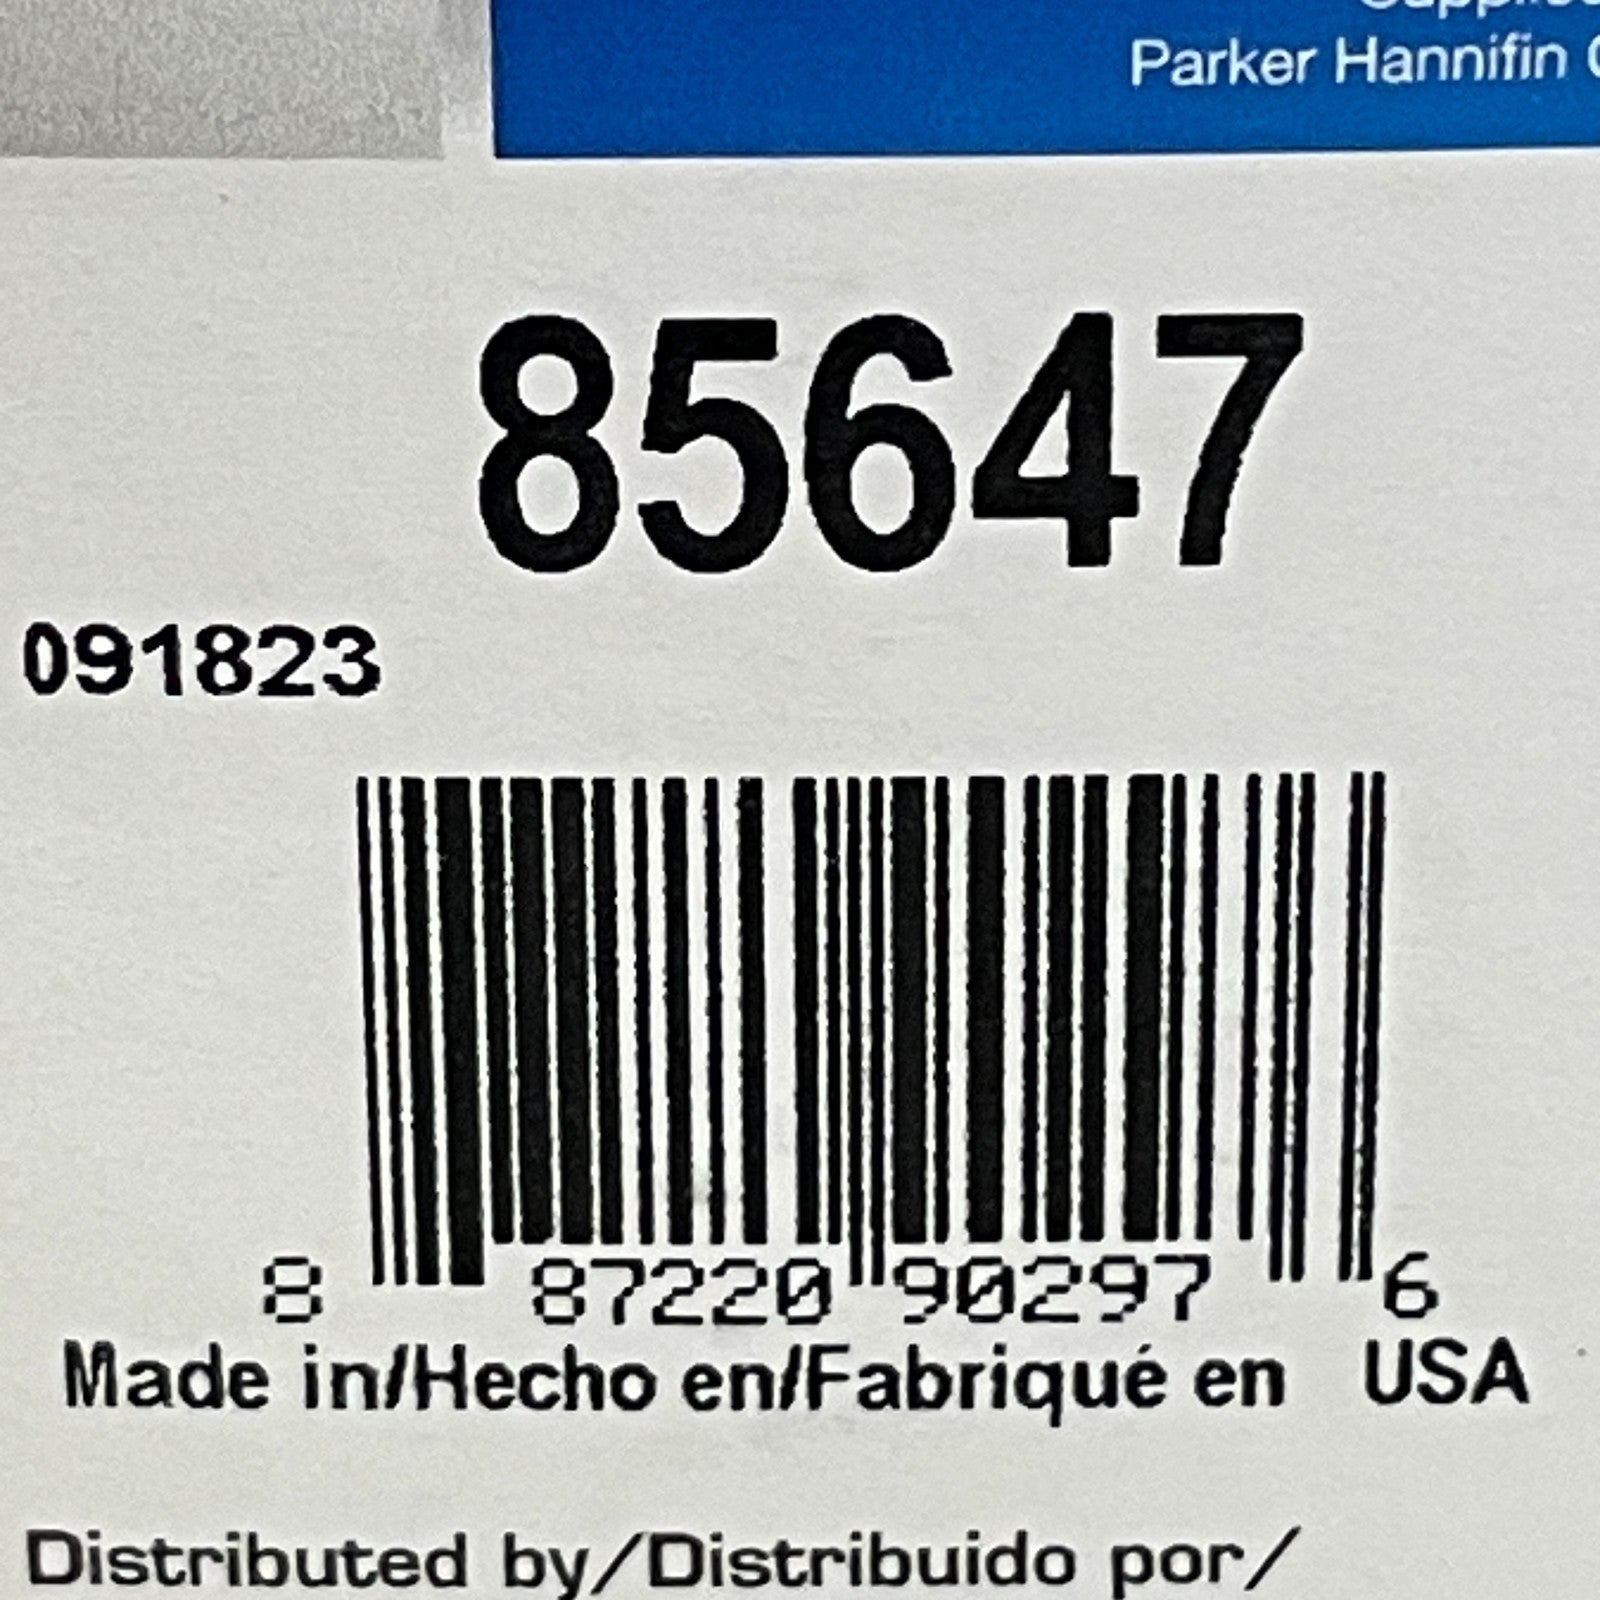 Parker Hannifin
85647
091823
8 87220 90297 6
Made in/Hecho en/Fabriqué en USA
Distributed by/Distribuido por/